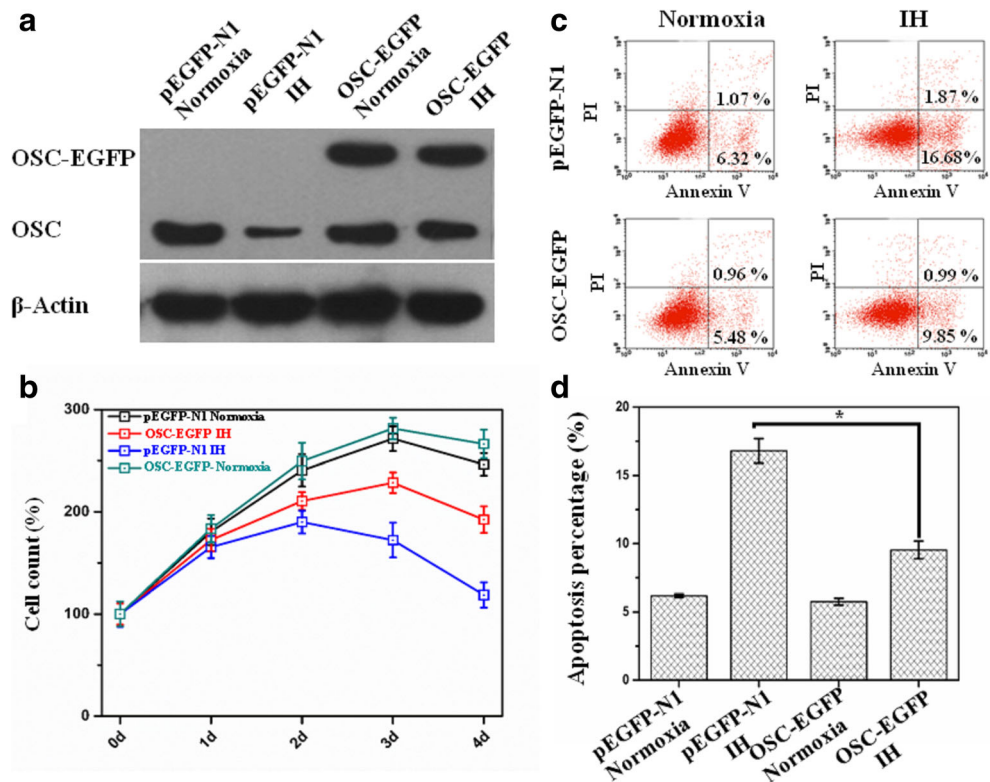 a
pEGFP-N1
Normoxia
pEGFP-N1
IH
OSC-EGFP
Normoxia
OSC-EGFP
IH
OSC-EGFP
OSC
β-Actin
b
300
200
100
0
Cell count (%)
pEGFP-N1 Normoxia
OSC-EGFP IH
pEGFP-N1 IH
OSC-EGFP-Normoxia
0d
1d
2d
3d
4d
c
Normoxia
IH
pEGFP-N1
PI
1.07 %
6.32 %
Annexin V
PI
1.87 %
16.68%
Annexin V
OSC-EGFP
PI
0.96 %
5.48 %
Annexin V
PI
0.99 %
9.85 %
Annexin V
d
Apoptosis percentage (%)
20
15
10
5
0
*
pEGFP-N1
Normoxia
pEGFP-N1
IH
OSC-EGFP
Normoxia
OSC-EGFP
IH